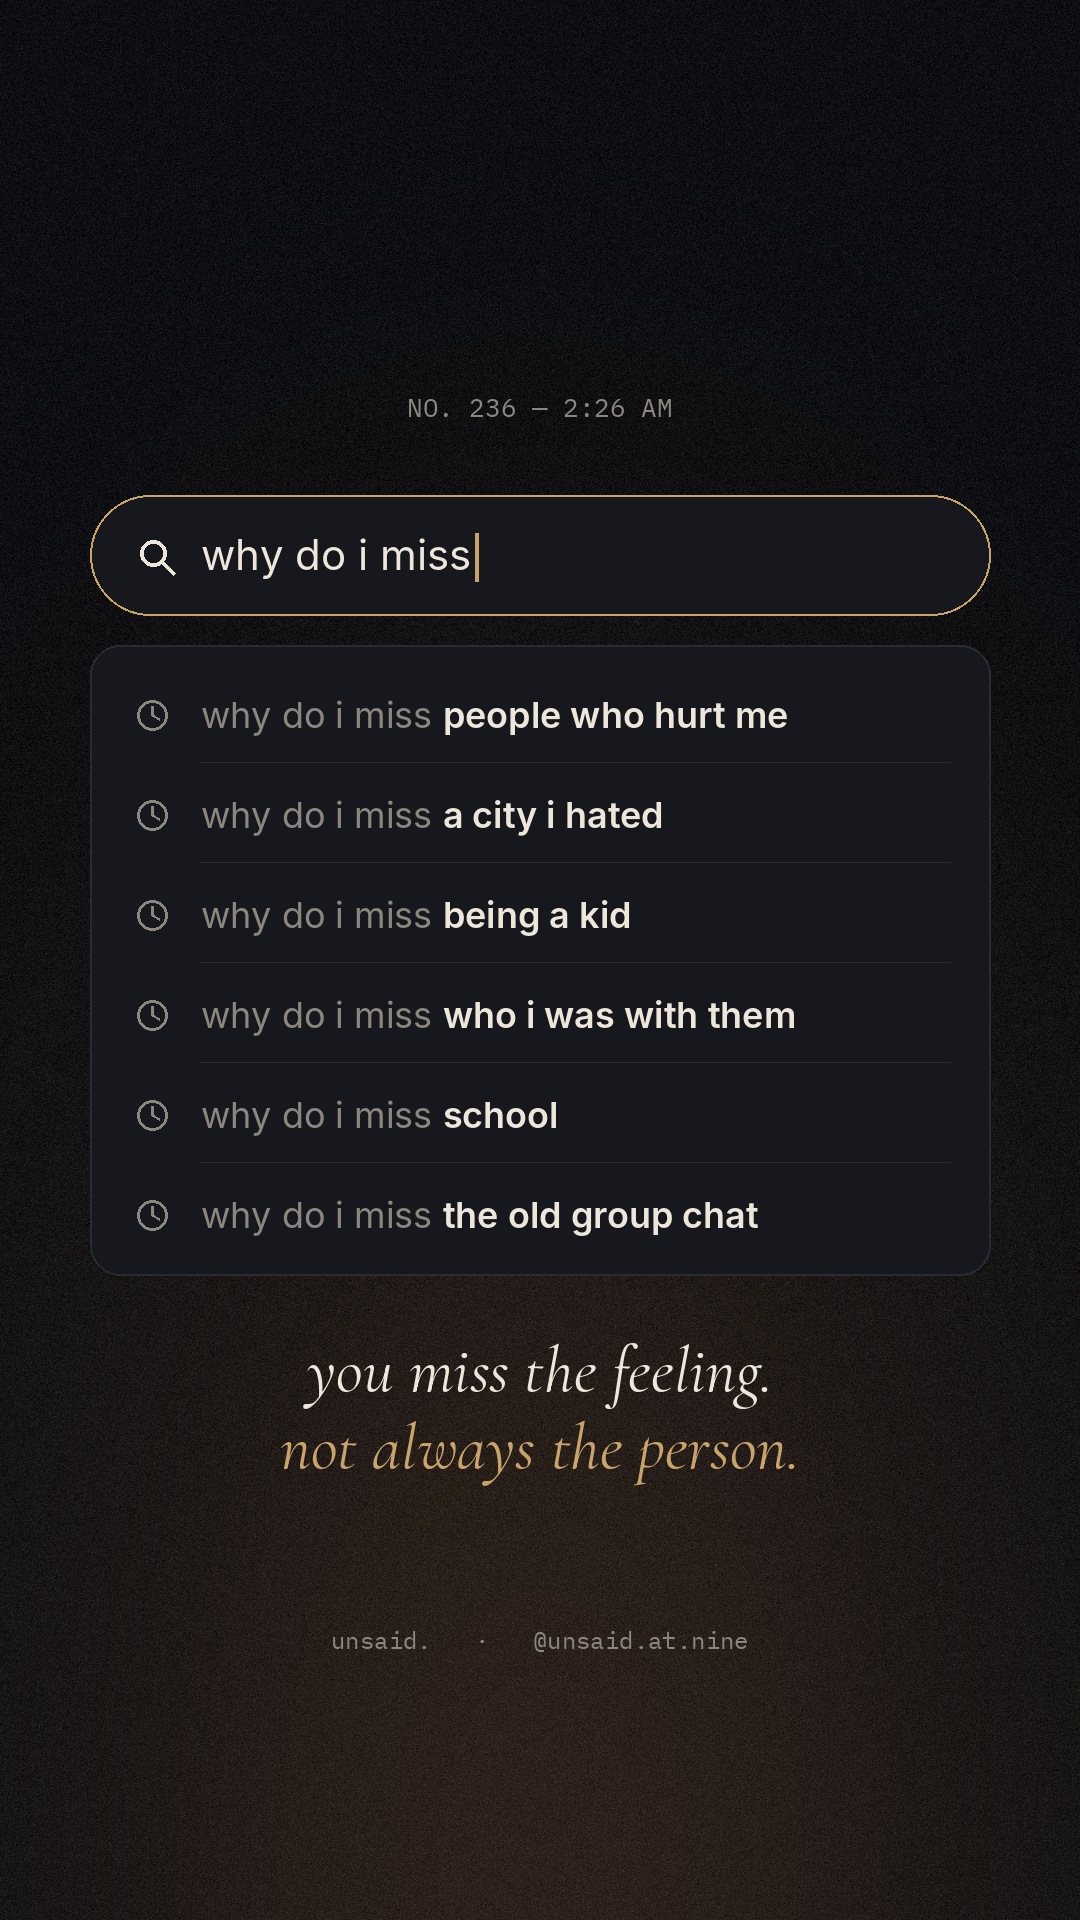 NO. 236 — 2:26 AM
why do i miss
why do i miss people who hurt me
why do i miss a city i hated
why do i miss being a kid
why do i miss who i was with them
why do i miss school
why do i miss the old group chat
you miss the feeling.
not always the person.
unsaid. · @unsaid.at.nine